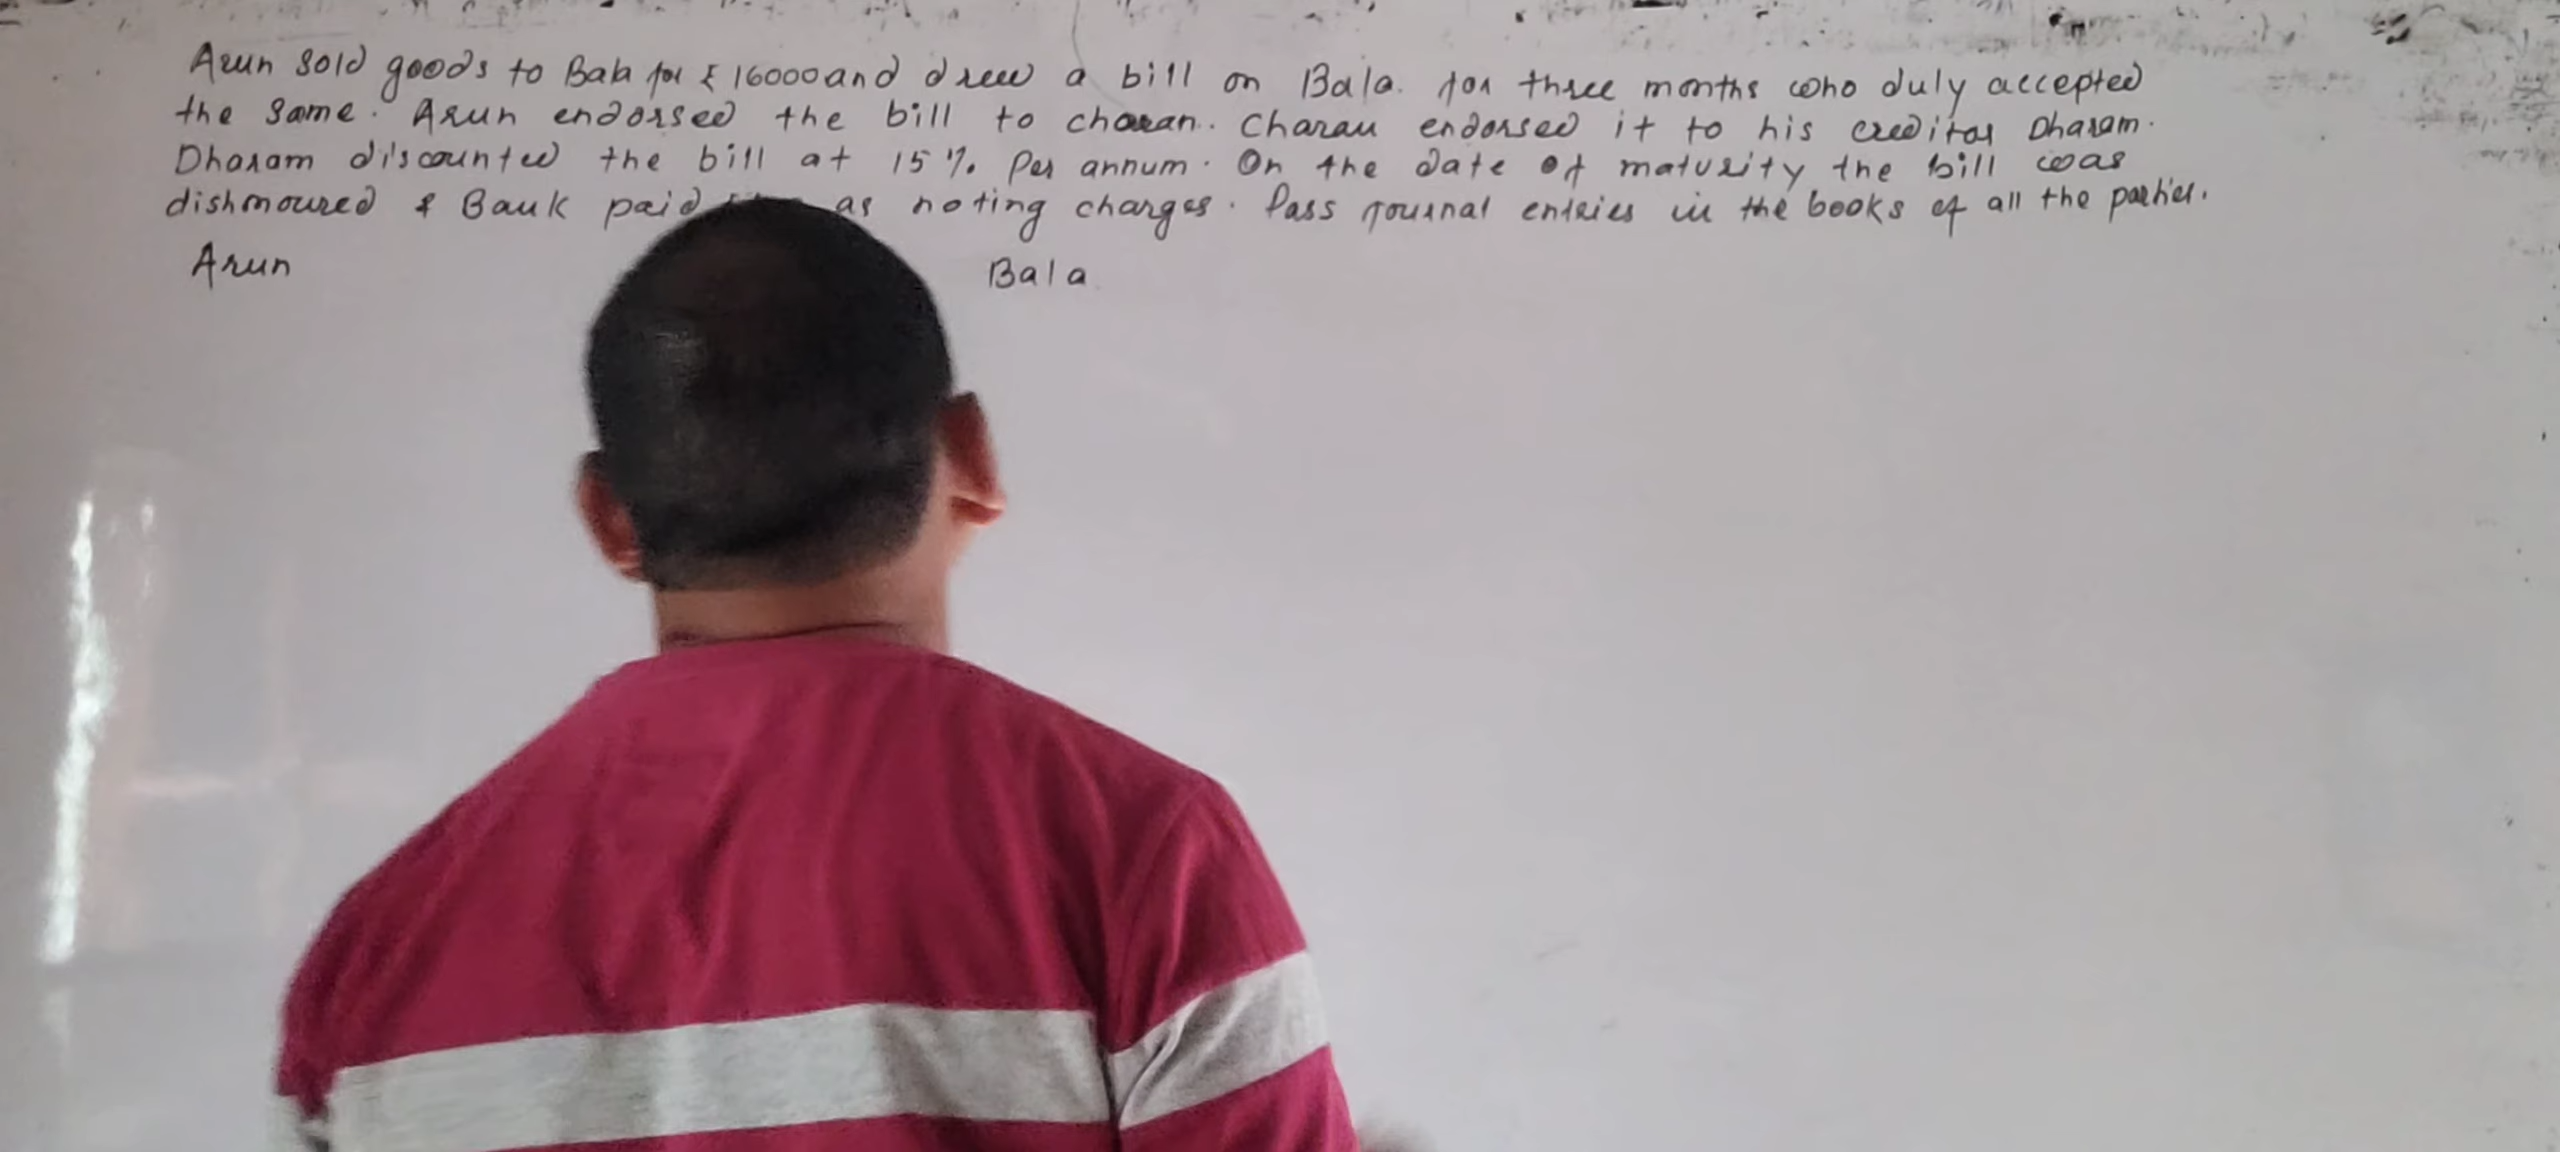 Arun sold goods to Bala for ₹ 16000 and drew a bill on Bala. for three months who duly accepted
the same. Arun endorsed the bill to charan. Charan endorsed it to his creditor Dharam.
Dharam discounted the bill at 15% Per annum. On the date of maturity the bill was
dishnoured & Bank paid as noting charges. Pass Journal entries in the books of all the parties.
Arun Bala